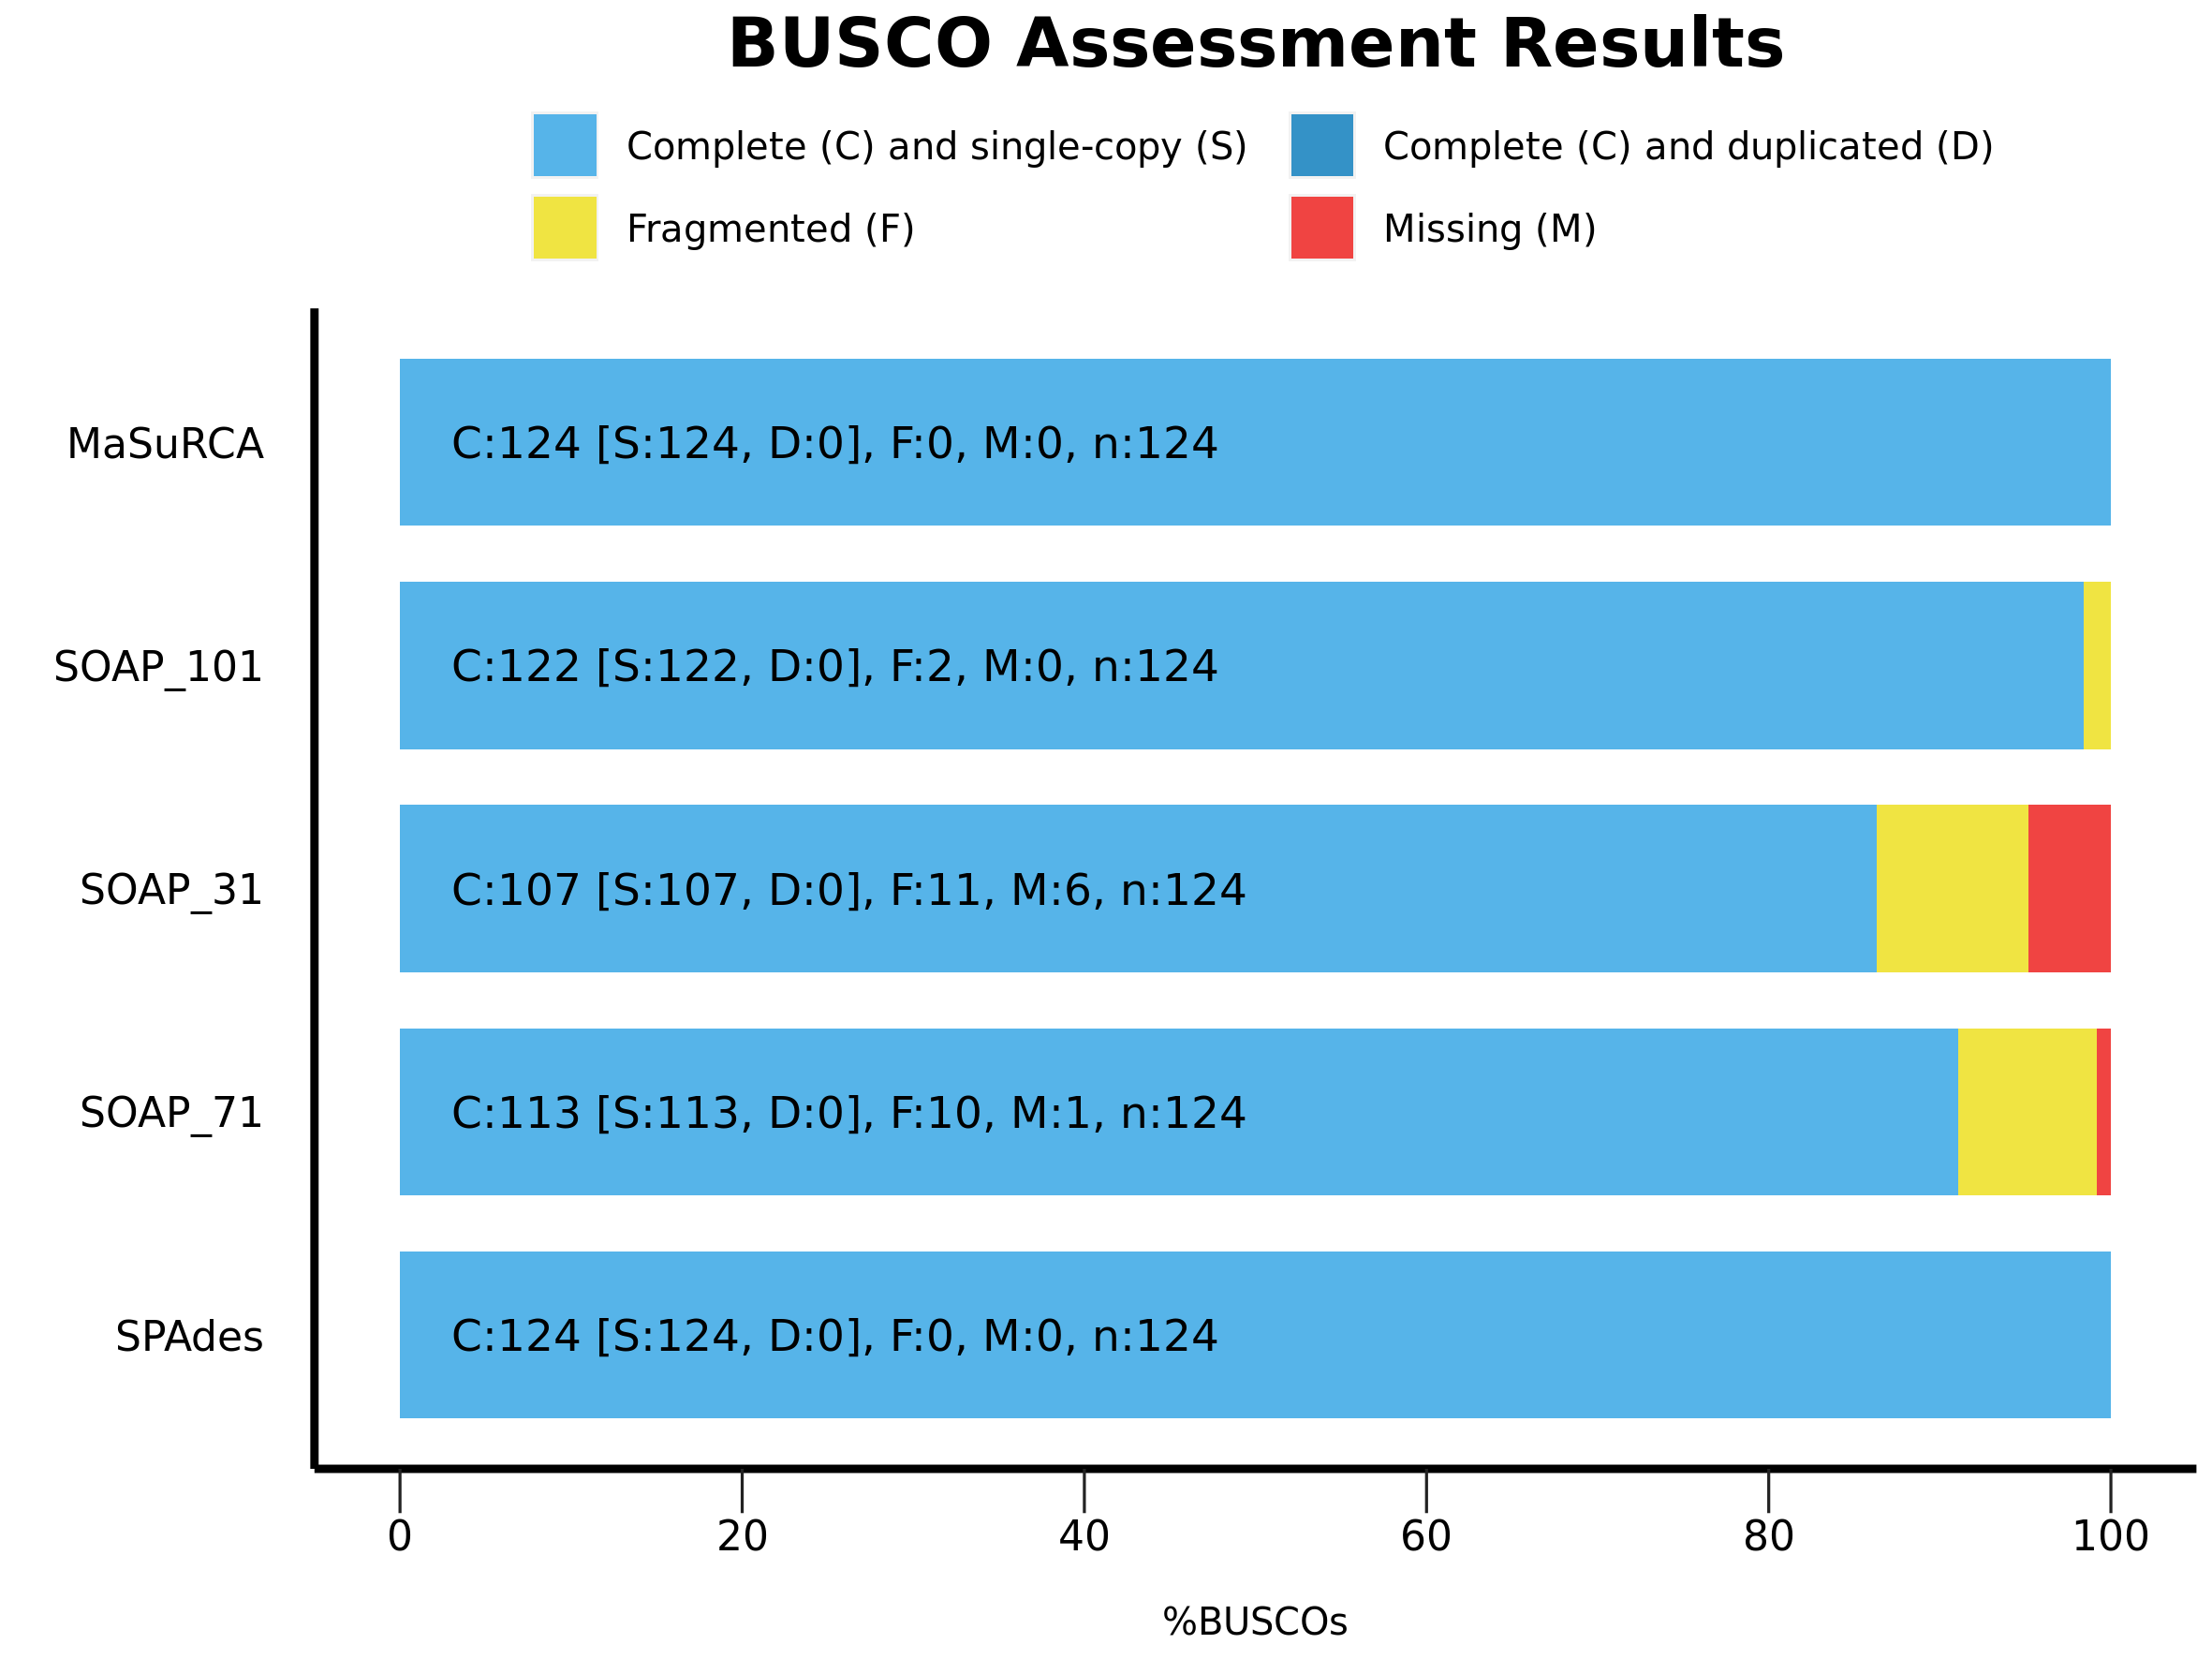 BUSCO Assessment Results
Complete (C) and single-copy (S)
Complete (C) and duplicated (D)
Fragmented (F)
Missing (M)
MaSuRCA
C:124 [S:124, D:0], F:0, M:0, n:124
SOAP_101
C:122 [S:122, D:0], F:2, M:0, n:124
SOAP_31
C:107 [S:107, D:0], F:11, M:6, n:124
SOAP_71
C:113 [S:113, D:0], F:10, M:1, n:124
SPAdes
C:124 [S:124, D:0], F:0, M:0, n:124
0 20 40 60 80 100
%BUSCOs